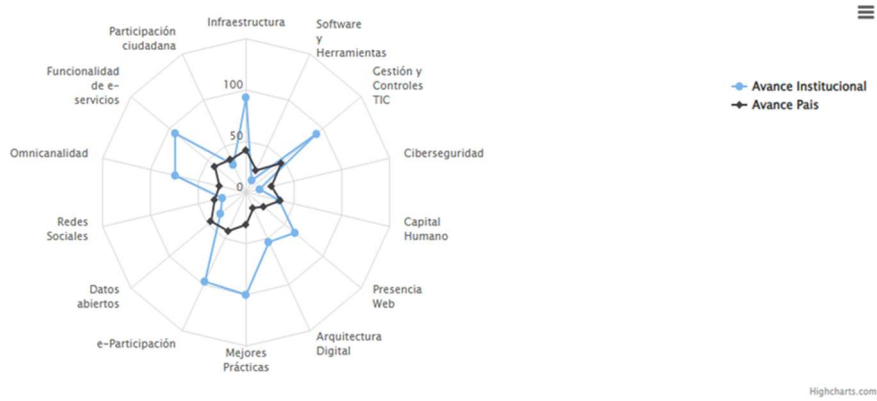 Infraestructura
Software
y
Herramientas
Gestión y
Controles
TIC
Ciberseguridad
Capital
Humano
Presencia
Web
Arquitectura
Digital
Mejores
Prácticas
e-Participación
Datos
abiertos
Redes
Sociales
Omnicanalidad
Funcionalidad
de e-
servicios
Participación
ciudadana
100
50
0
Avance Institucional
Avance Pais
Highcharts.com